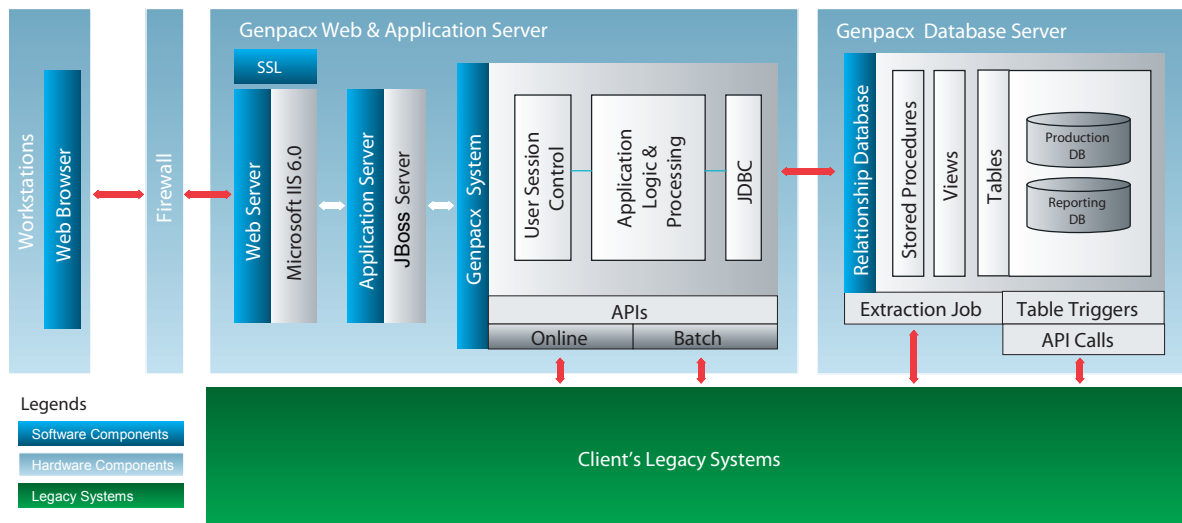 Workstations
Web Browser
Firewall
Genpacx Web & Application Server
SSL
Web Server
Microsoft IIS 6.0
Application Server
JBoss Server
Genpacx System
User Session
Control
Application
Logic &
Processing
JDBC
APIs
Online
Batch
Genpacx Database Server
Relationship Database
Stored Procedures
Views
Tables
Production
DB
Reporting
DB
Extraction Job
Table Triggers
API Calls
Legends
Software Components
Hardware Components
Legacy Systems
Client's Legacy Systems